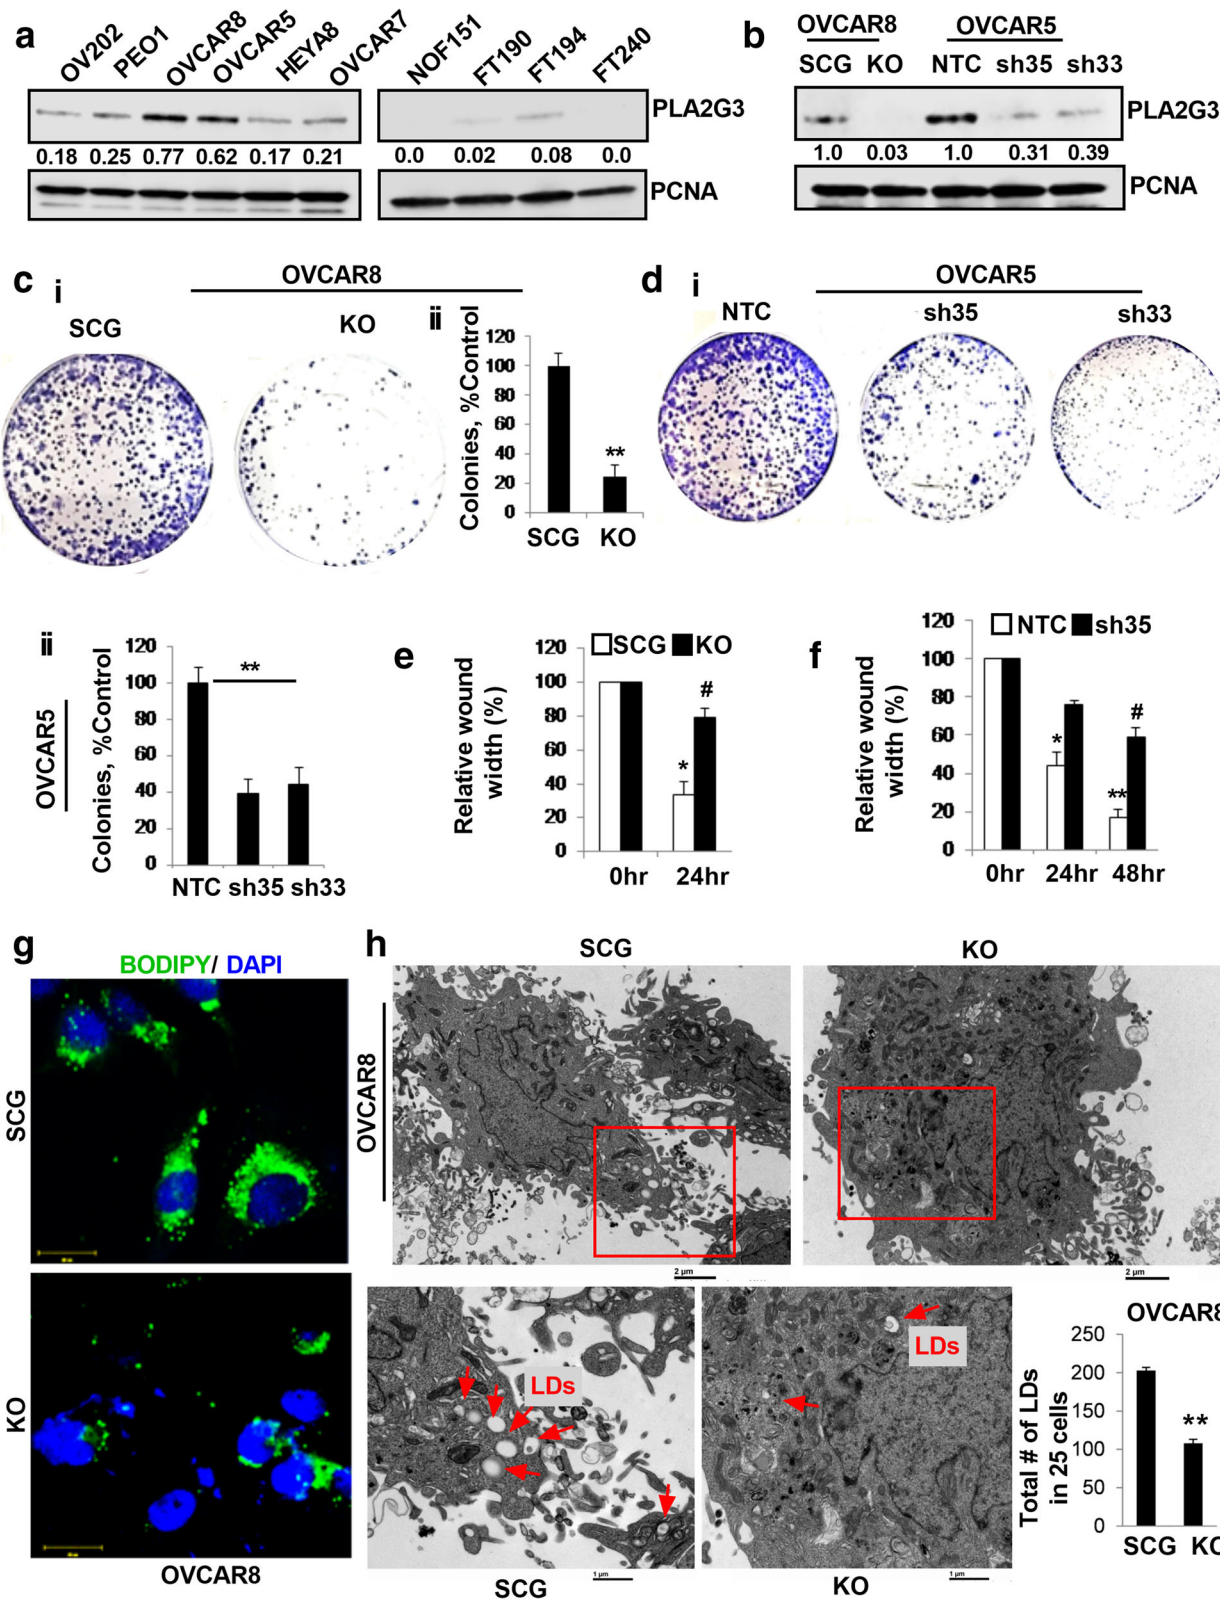 a
OV202 PEO1 OVCAR8 OVCAR5 HEYA8 OVCAR7 NOF151 FT190 FT194 FT240
PLA2G3
0.18 0.25 0.77 0.62 0.17 0.21 0.0 0.02 0.08 0.0
PCNA
b
OVCAR8 OVCAR5
SCG KO NTC sh35 sh33
PLA2G3
1.0 0.03 1.0 0.31 0.39
PCNA
c i
OVCAR8
SCG KO
ii
Colonies, %Control
120
100
80
60
40
20
0
**
SCG KO
d i
OVCAR5
NTC sh35 sh33
ii
OVCAR5
Colonies, %Control
120
100
80
60
40
20
0
**
NTC sh35 sh33
e
SCG KO
Relative wound
width (%)
120
100
80
60
40
20
0
* #
0hr 24hr
f
NTC sh35
Relative wound
width (%)
120
100
80
60
40
20
0
* ** #
0hr 24hr 48hr
g
BODIPY/ DAPI
SCG
KO
OVCAR8
h
SCG KO
OVCAR8
2 µm
2 µm
LDs
LDs
1 µm
1 µm
SCG KO
OVCAR8
Total # of LDs
in 25 cells
250
200
150
100
50
0
**
SCG KO